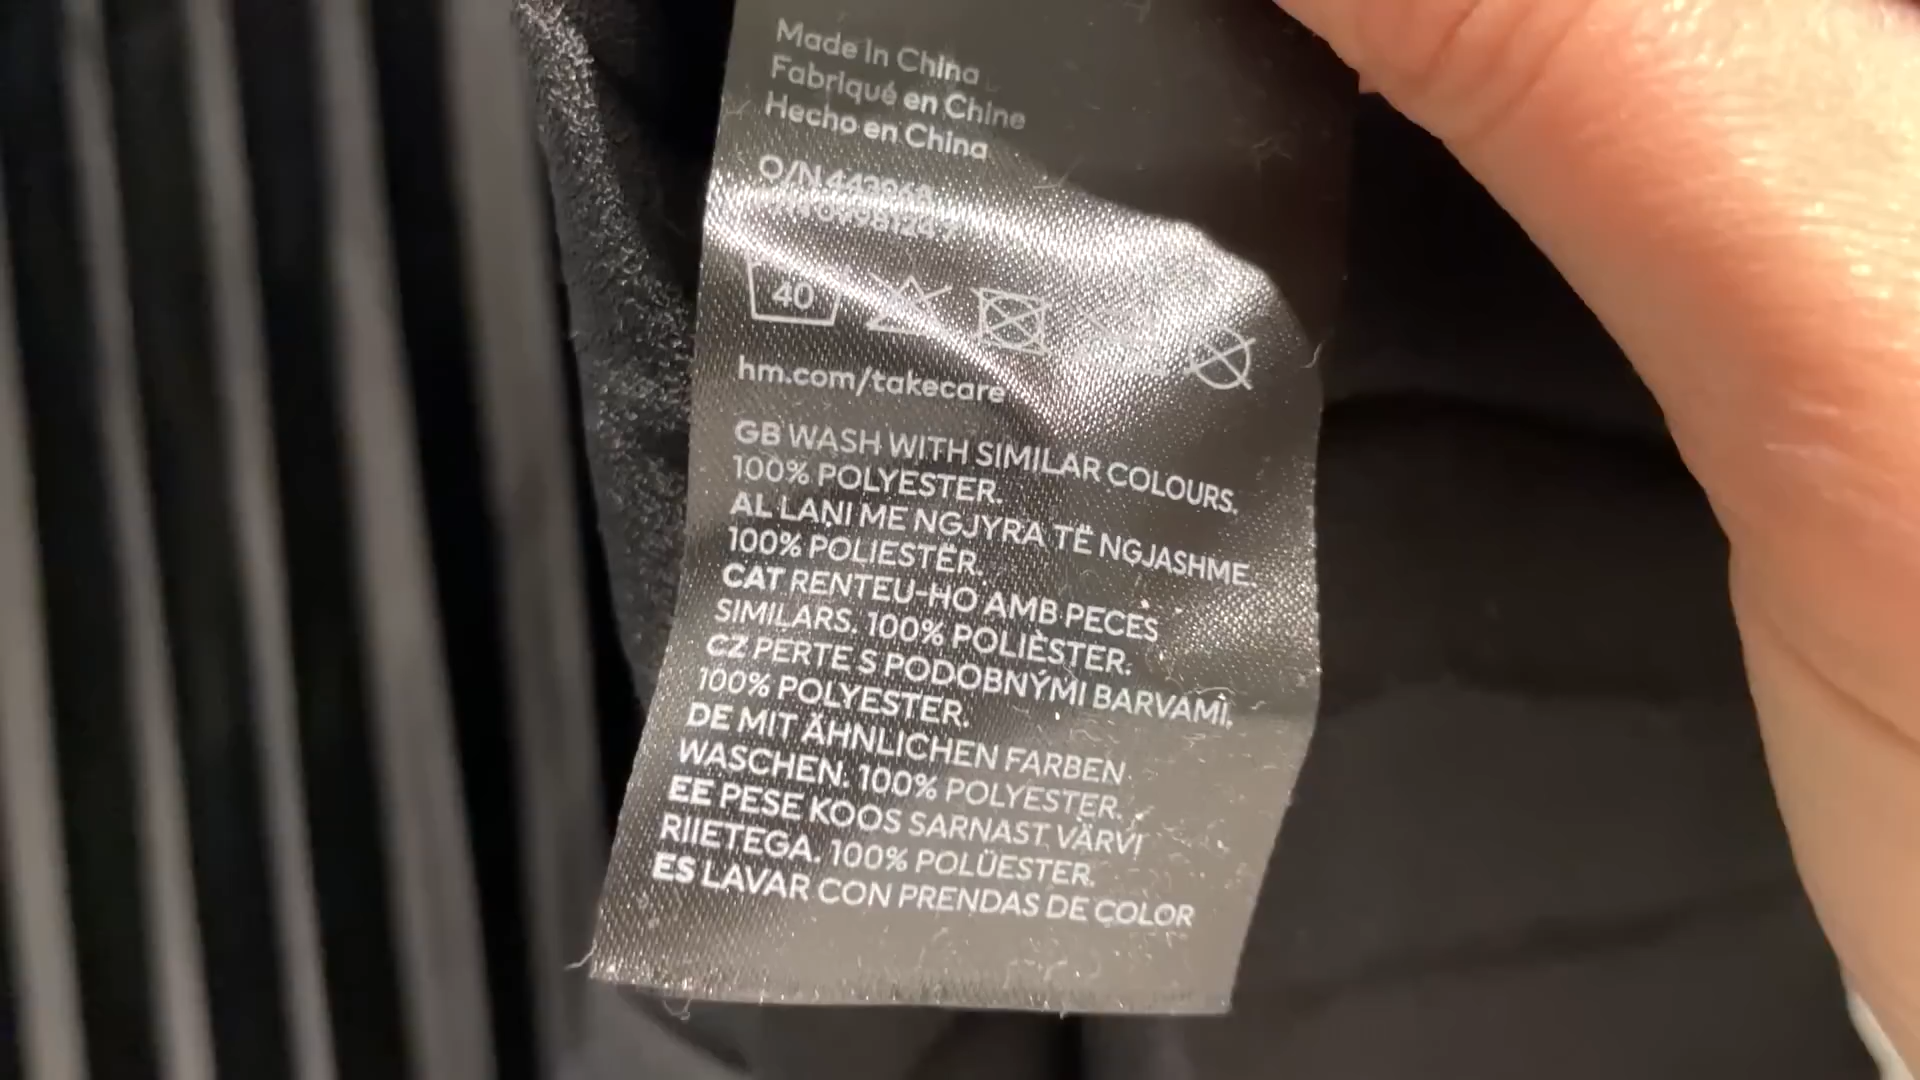 Made in China
Fabriqué en Chine
Hecho en China
O/N 443968
40
hm.com/takecare
GB WASH WITH SIMILAR COLOURS.
100% POLYESTER.
AL LANI ME NGJYRA TË NGJASHME.
100% POLIESTËR.
CAT RENTEU-HO AMB PECES
SIMILARS. 100% POLIÈSTER.
CZ PERTE S PODOBNÝMI BARVAMI.
100% POLYESTER.
DE MIT ÄHNLICHEN FARBEN
WASCHEN. 100% POLYESTER.
EE PESE KOOS SARNAST VÄRVI
RIIETEGA. 100% POLÜESTER.
ES LAVAR CON PRENDAS DE COLOR